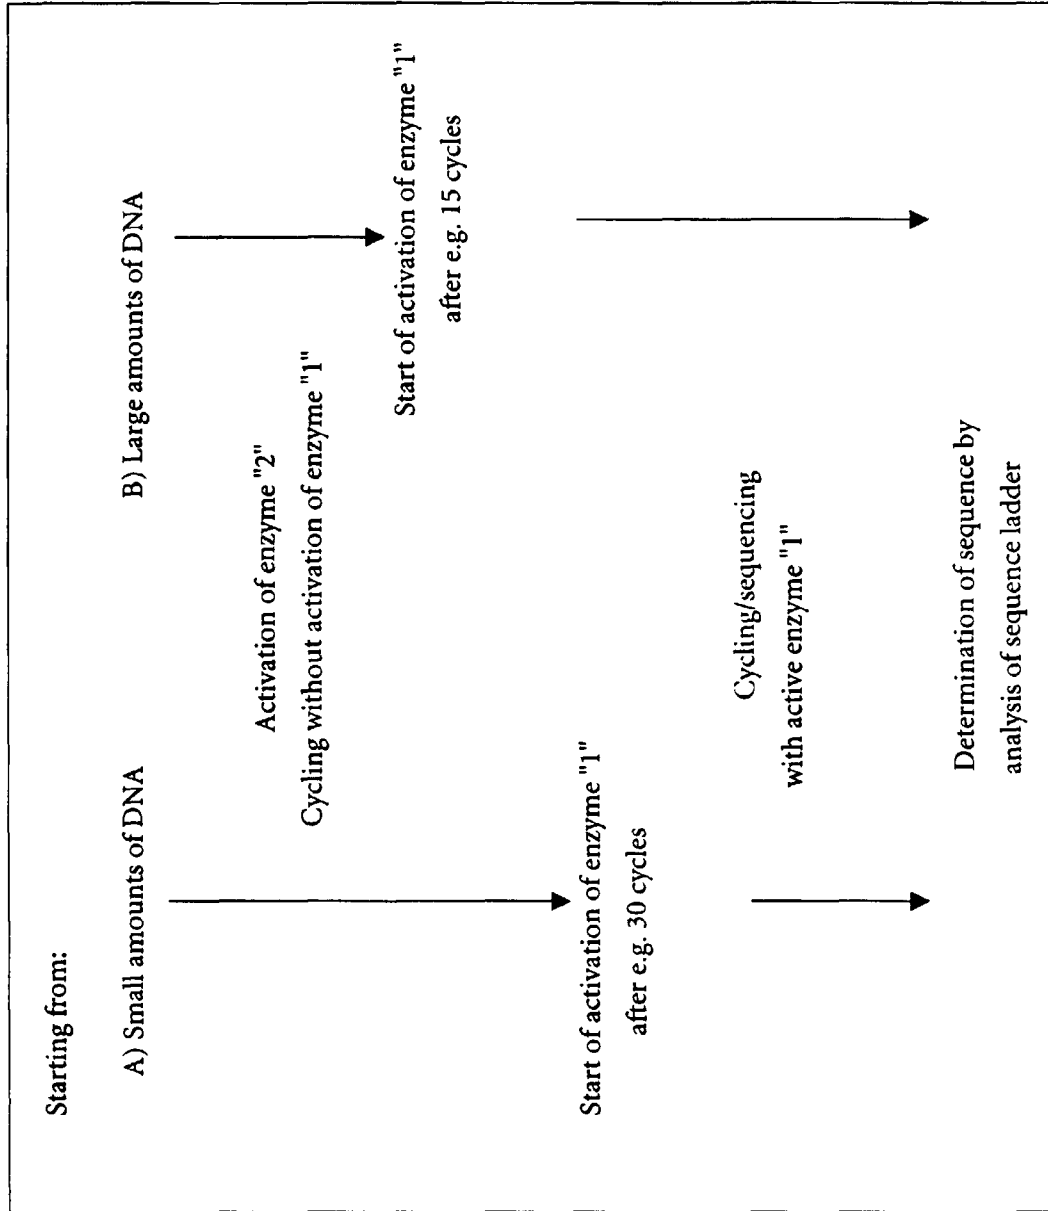 Starting from:
A) Small amounts of DNA
B) Large amounts of DNA
Activation of enzyme "2"
Cycling without activation of enzyme "1"
Start of activation of enzyme "1"
after e.g. 15 cycles
Start of activation of enzyme "1"
after e.g. 30 cycles
Cycling/sequencing
with active enzyme "1"
Determination of sequence by
analysis of sequence ladder